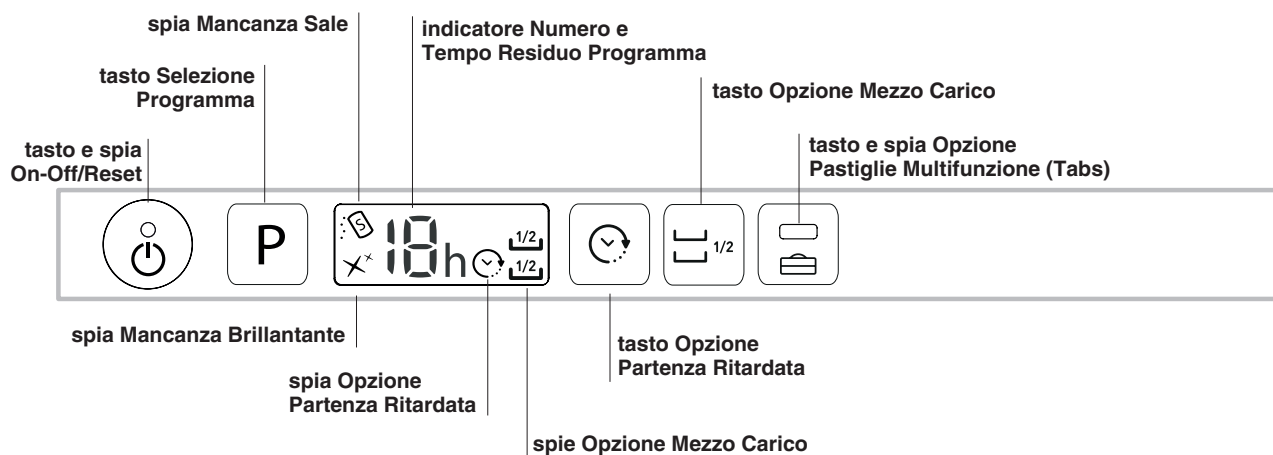 spia Mancanza Sale
indicatore Numero e
Tempo Residuo Programma
tasto Selezione
Programma
tasto Opzione Mezzo Carico
tasto e spia
On-Off/Reset
tasto e spia Opzione
Pastiglie Multifunzione (Tabs)
P
S
18h
1/2
1/2
1/2
spia Mancanza Brillantante
tasto Opzione
Partenza Ritardata
spia Opzione
Partenza Ritardata
spie Opzione Mezzo Carico